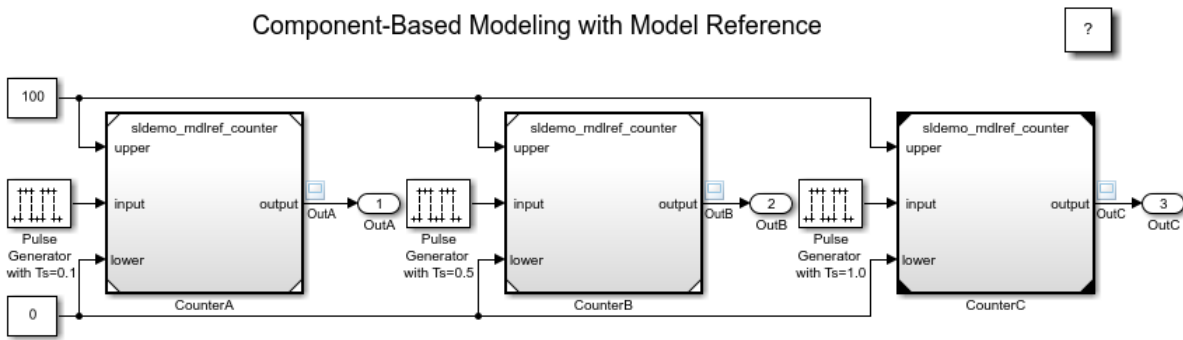 Component-Based Modeling with Model Reference
?
100
sldemo_mdlref_counter
upper
input
output
lower
CounterA
Pulse
Generator
with Ts=0.1
OutA
1
OutA
sldemo_mdlref_counter
upper
input
output
lower
CounterB
Pulse
Generator
with Ts=0.5
OutB
2
OutB
sldemo_mdlref_counter
upper
input
output
lower
CounterC
Pulse
Generator
with Ts=1.0
OutC
3
OutC
0